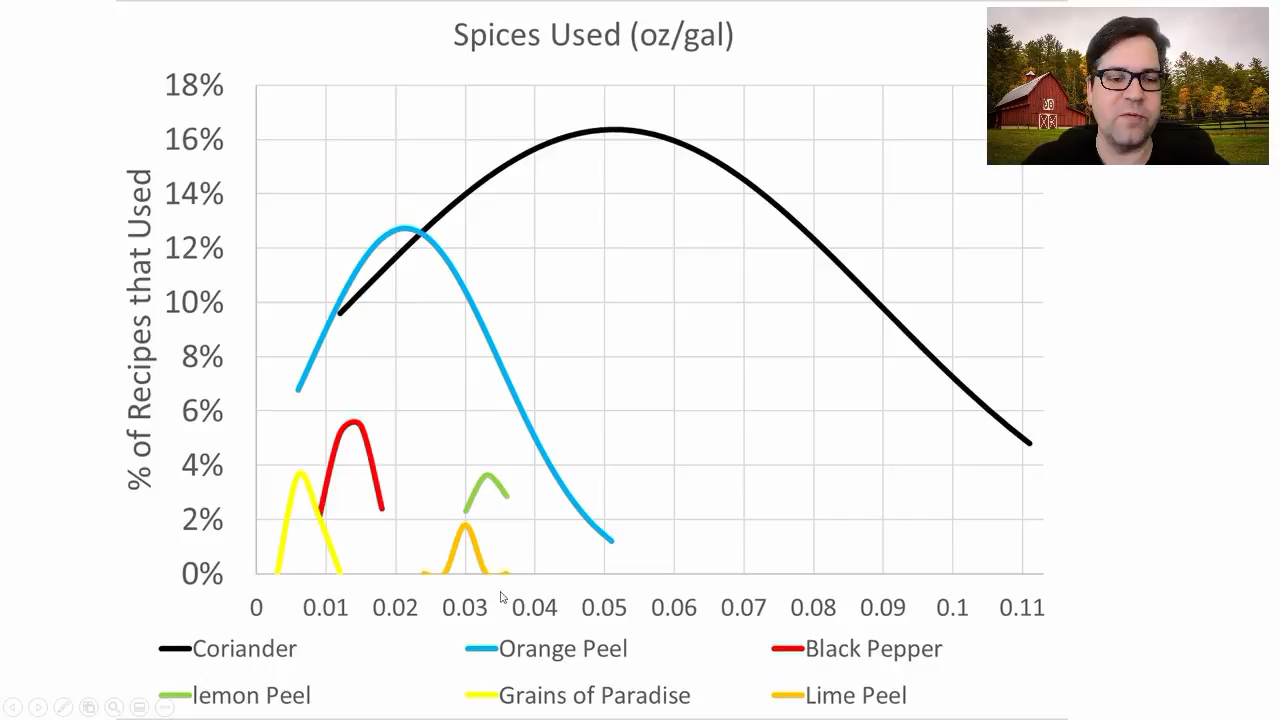 Spices Used (oz/gal)
% of Recipes that Used
18%
16%
14%
12%
10%
8%
6%
4%
2%
0%
0 0.01 0.02 0.03 0.04 0.05 0.06 0.07 0.08 0.09 0.1 0.11
Coriander Orange Peel Black Pepper
lemon Peel Grains of Paradise Lime Peel